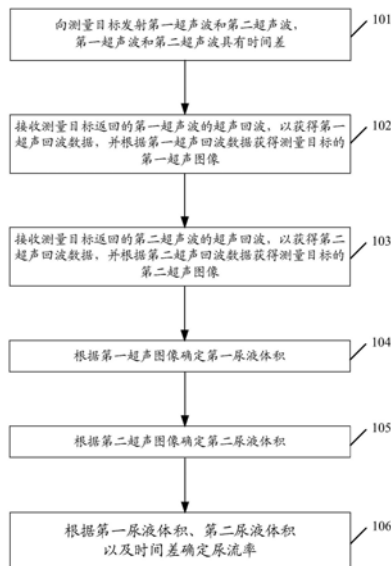 向测量目标发射第一超声波和第二超声波,
第一超声波和第二超声波具有时间差
101
接收测量目标返回的第一超声波的超声回波, 以获得第一
超声回波数据, 并根据第一超声回波数据获得测量目标的
第一超声图像
102
接收测量目标返回的第二超声波的超声回波, 以获得第二
超声回波数据, 并根据第二超声回波数据获得测量目标的
第二超声图像
103
根据第一超声图像确定第一尿液体积
104
根据第二超声图像确定第二尿液体积
105
根据第一尿液体积、第二尿液体积
以及时间差确定尿流率
106